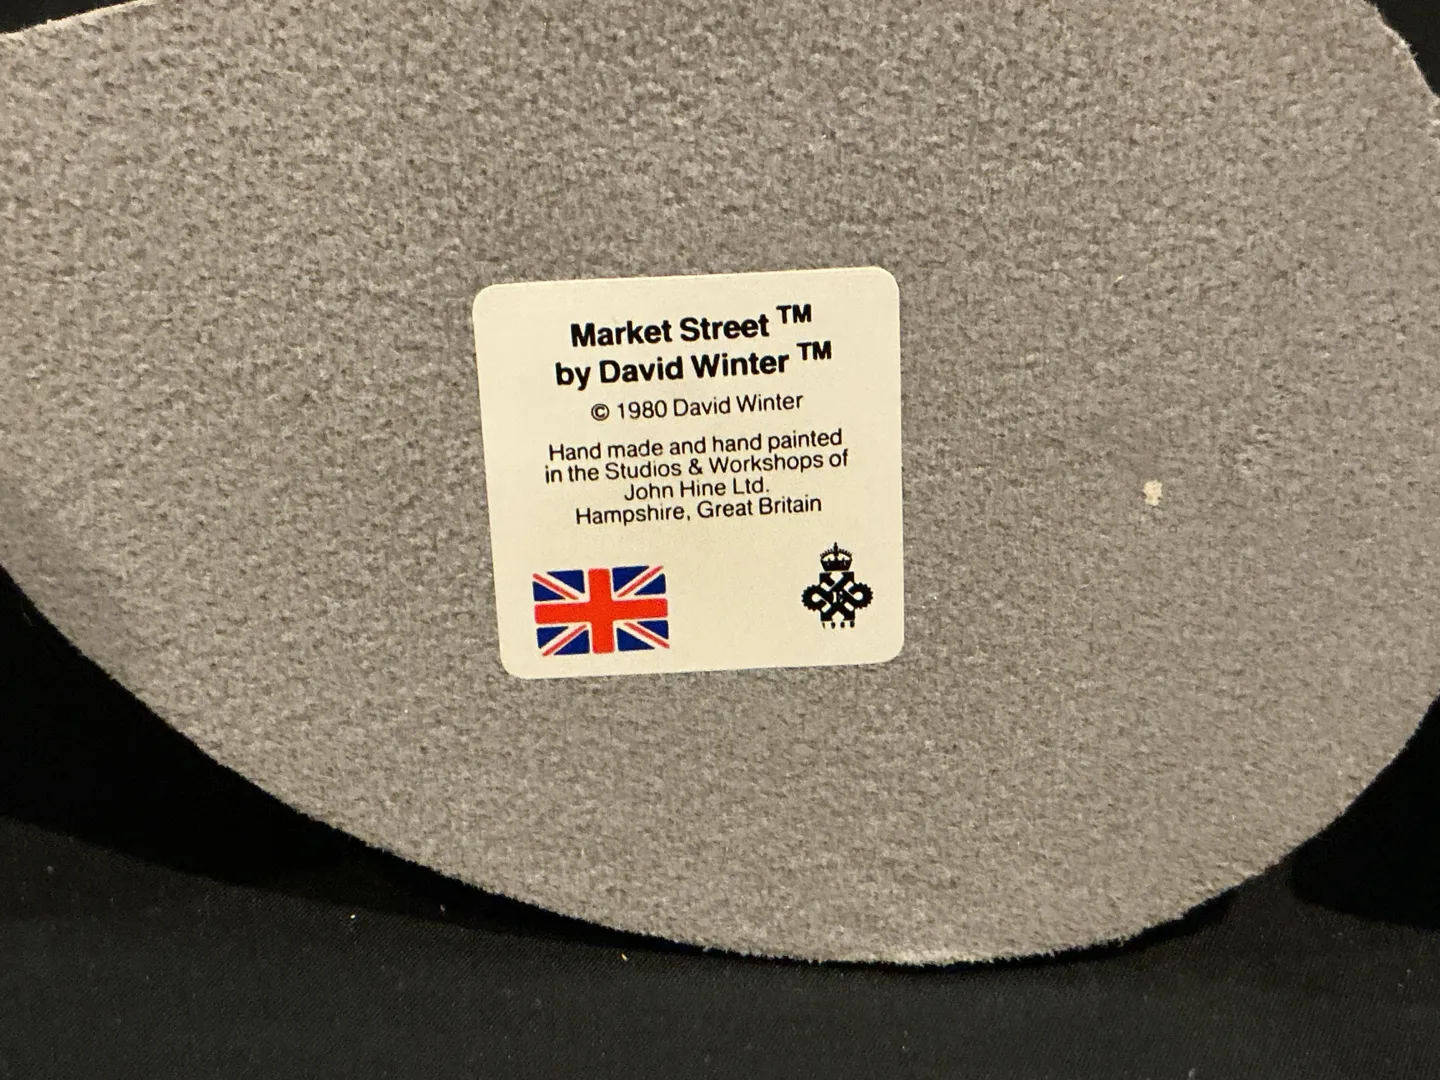 Market Street ™
by David Winter ™
© 1980 David Winter
Hand made and hand painted
in the Studios & Workshops of
John Hine Ltd.
Hampshire, Great Britain